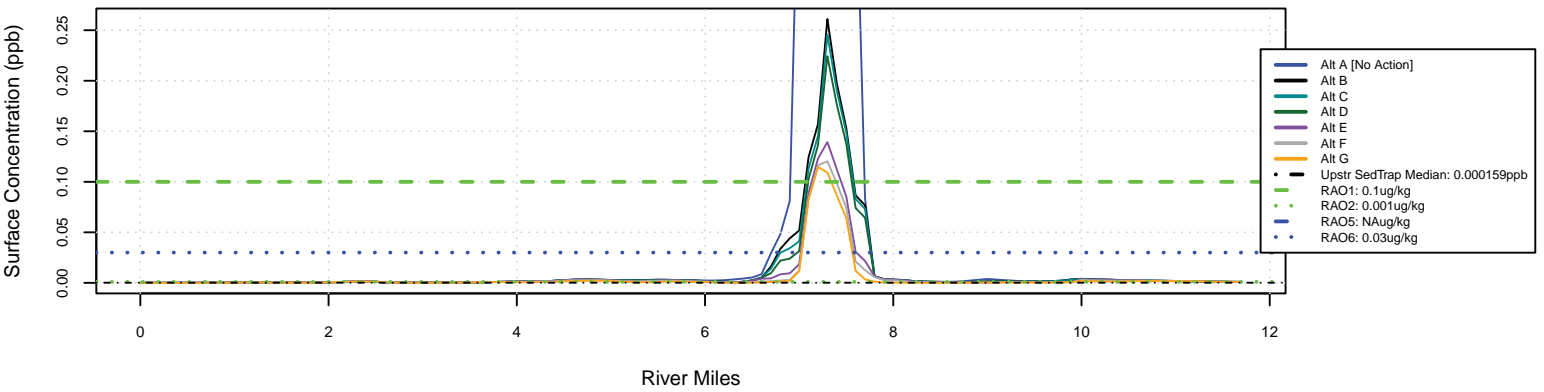 Surface Concentration (ppb)
0.25
0.20
0.15
0.10
0.05
0.00
0 2 4 6 8 10 12
River Miles
Alt A [No Action]
Alt B
Alt C
Alt D
Alt E
Alt F
Alt G
Upstr SedTrap Median: 0.000159ppb
RAO1: 0.1ug/kg
RAO2: 0.001ug/kg
RAO5: NAug/kg
RAO6: 0.03ug/kg